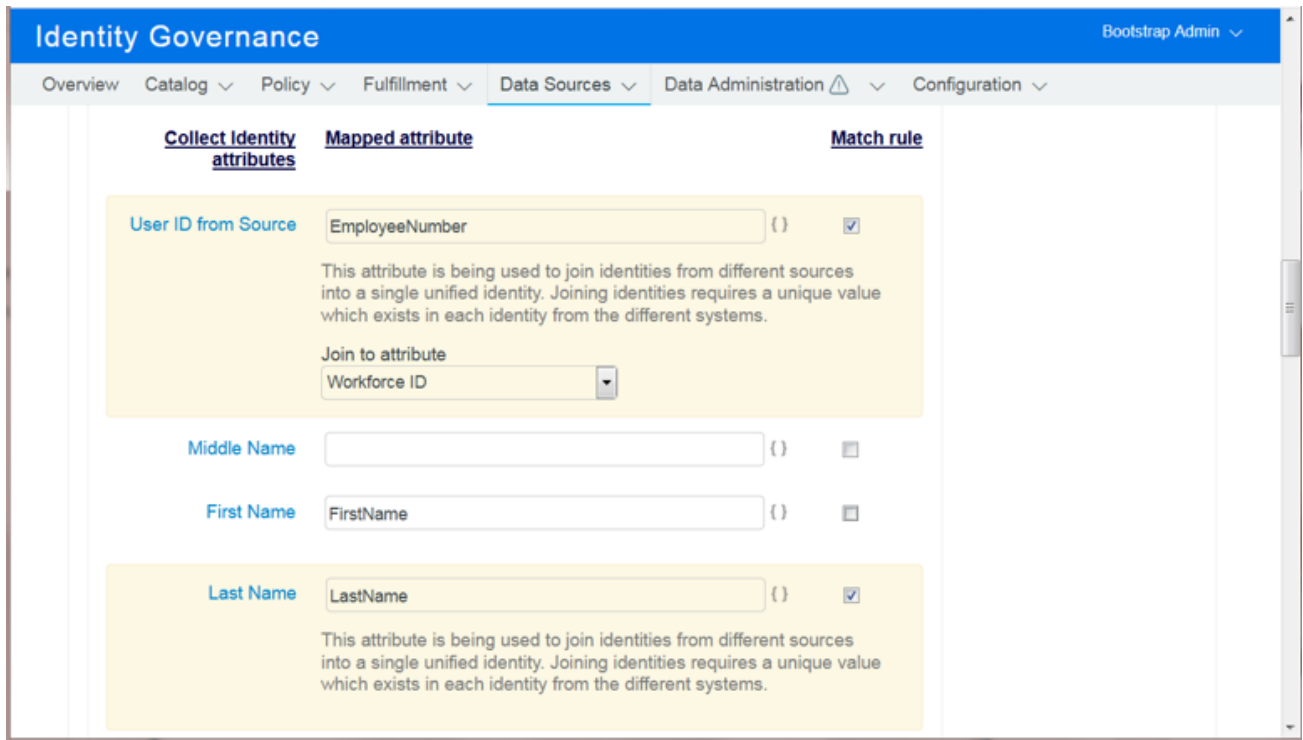 Identity Governance
Bootstrap Admin
Overview Catalog Policy Fulfillment Data Sources Data Administration Configuration
Collect Identity attributes
Mapped attribute
Match rule
User ID from Source
EmployeeNumber
{}
This attribute is being used to join identities from different sources
into a single unified identity. Joining identities requires a unique value
which exists in each identity from the different systems.
Join to attribute
Workforce ID
Middle Name
{}
First Name
FirstName
{}
Last Name
LastName
{}
This attribute is being used to join identities from different sources
into a single unified identity. Joining identities requires a unique value
which exists in each identity from the different systems.